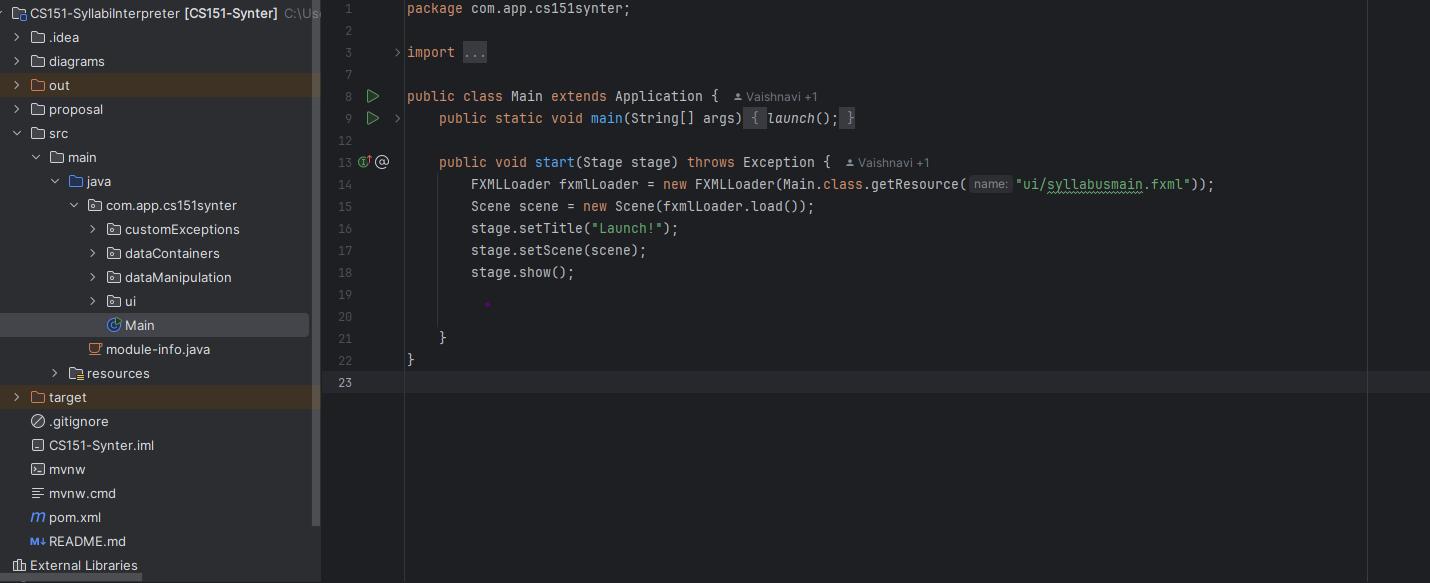 CS151-SyllabiInterpreter [CS151-Synter] C:\Us
.idea
diagrams
out
proposal
src
main
java
com.app.cs151synter
customExceptions
dataContainers
dataManipulation
ui
Main
module-info.java
resources
target
.gitignore
CS151-Synter.iml
mvnw
mvnw.cmd
pom.xml
README.md
External Libraries
1 package com.app.cs151synter;
2
3 import ...
7
8 public class Main extends Application { Vaishnavi +1
9 public static void main(String[] args) { launch(); }
12
13 public void start(Stage stage) throws Exception { Vaishnavi +1
14 FXMLLoader fxmlLoader = new FXMLLoader(Main.class.getResource( name: "ui/syllabusmain.fxml"));
15 Scene scene = new Scene(fxmlLoader.load());
16 stage.setTitle("Launch!");
17 stage.setScene(scene);
18 stage.show();
19
20
21 }
22 }
23